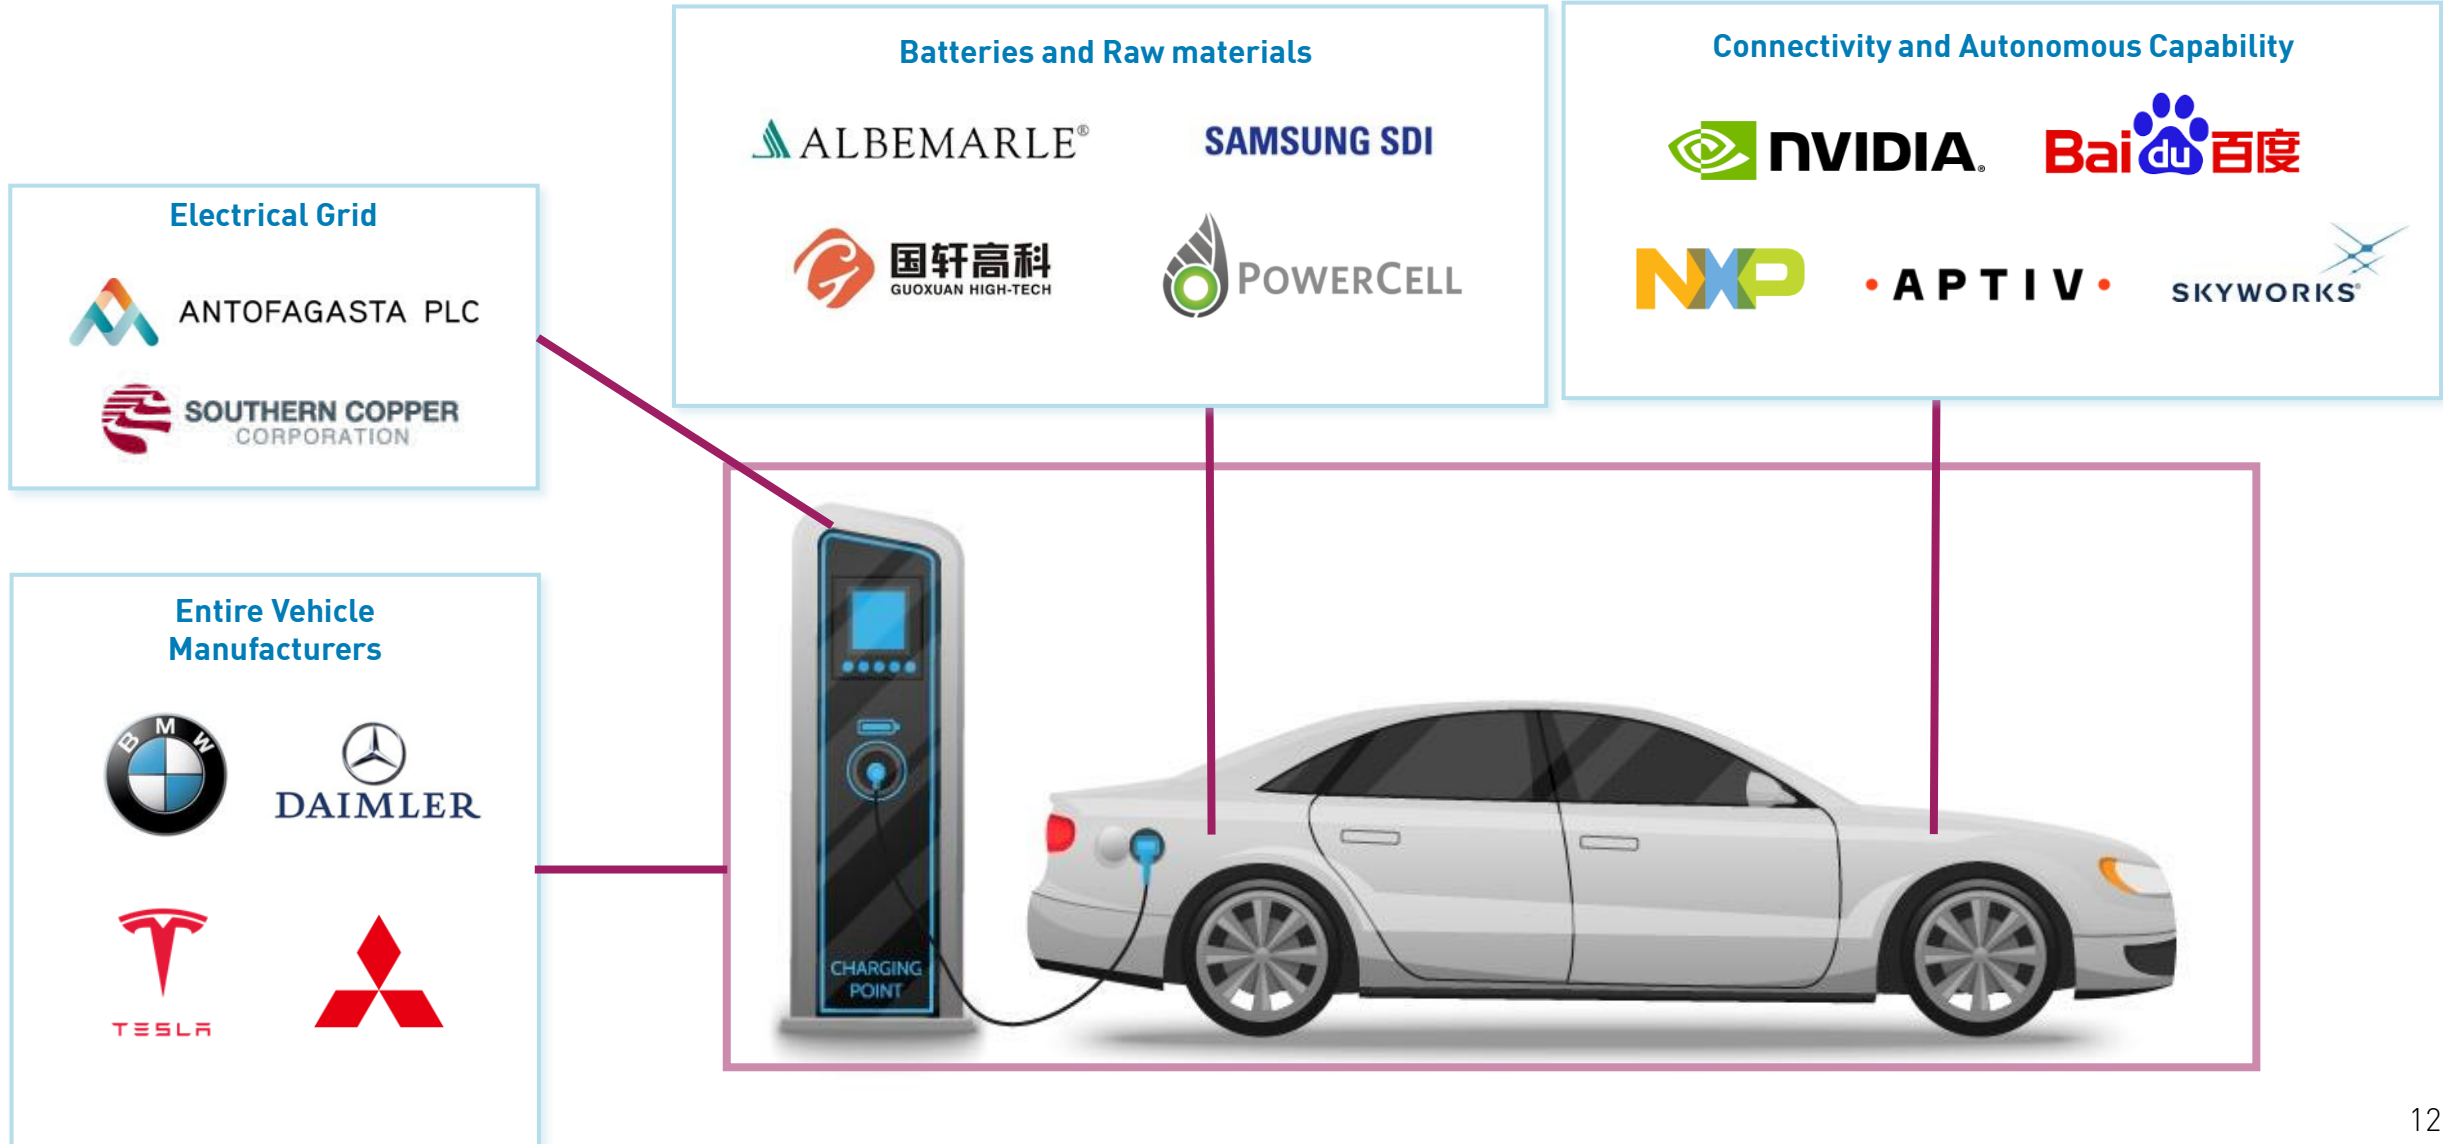 Batteries and Raw materials
ALBEMARLE®
SAMSUNG SDI
国轩高科
GUOXUAN HIGH-TECH
POWERCELL
Connectivity and Autonomous Capability
NVIDIA.
Bai du 百度
NXP
• APTIV •
SKYWORKS®
Electrical Grid
ANTOFAGASTA PLC
SOUTHERN COPPER
CORPORATION
Entire Vehicle
Manufacturers
BMW
DAIMLER
TESLA
CHARGING
POINT
12